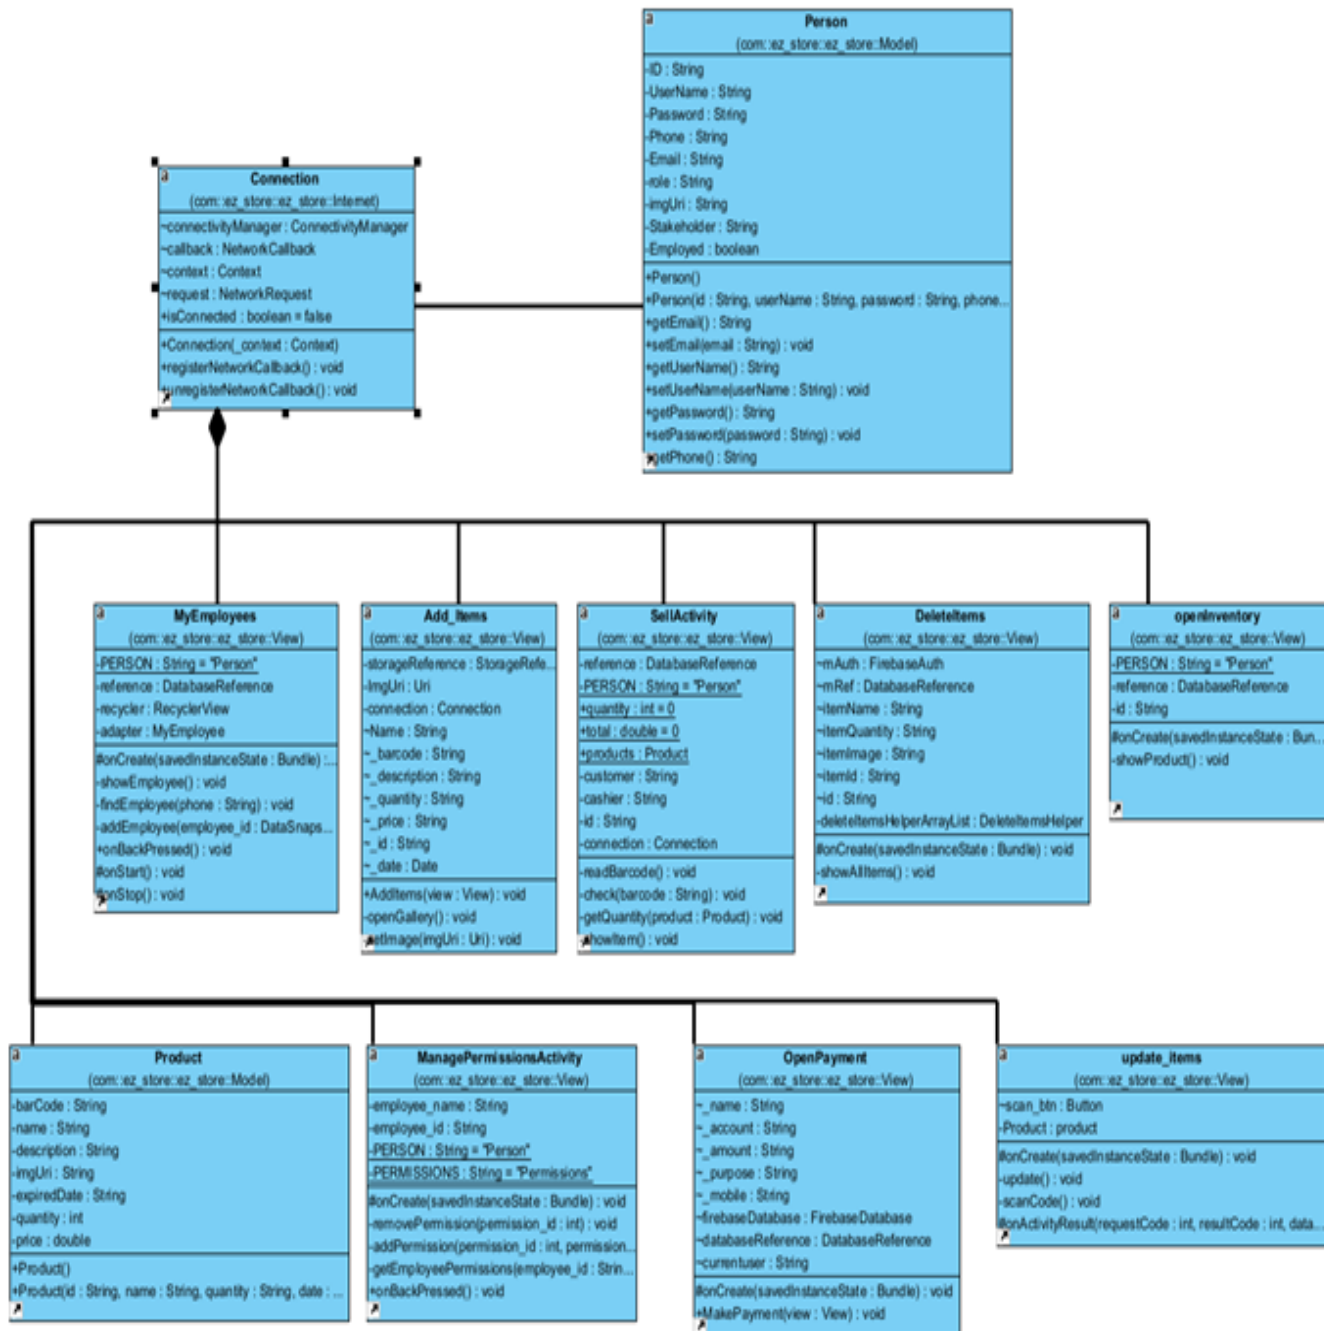 Person
(com::ez_store::ez_store::Model)
-ID : String
-UserName : String
-Password : String
-Phone : String
-Email : String
-role : String
-imgUri : String
-Stakeholder : String
-Employed : boolean
+Person()
+Person(id : String, userName : String, password : String, phone...
+getEmail() : String
+setEmail(email : String) : void
+getUserName() : String
+setUserName(userName : String) : void
+getPassword() : String
+setPassword(password : String) : void
+getPhone() : String
Connection
(com::ez_store::ez_store::Internet)
~connectivityManager : ConnectivityManager
~callback : NetworkCallback
~context : Context
~request : NetworkRequest
+isConnected : boolean = false
+Connection(_context : Context)
+registerNetworkCallback() : void
+unregisterNetworkCallback() : void
MyEmployees
(com::ez_store::ez_store::View)
-PERSON : String = "Person"
-reference : DatabaseReference
-recycler : RecyclerView
-adapter : MyEmployee
#onCreate(savedInstanceState : Bundle) :...
-showEmployee() : void
-findEmployee(phone : String) : void
-addEmployee(employee_id : DataSnaps...
+onBackPressed() : void
#onStart() : void
#onStop() : void
Add_Items
(com::ez_store::ez_store::View)
-storageReference : StorageRefe...
-ImgUri : Uri
-connection : Connection
~Name : String
~_barcode : String
~_description : String
~_quantity : String
~_price : String
~_id : String
~_date : Date
+AddItems(view : View) : void
-openGallery() : void
-setImage(imgUri : Uri) : void
SellActivity
(com::ez_store::ez_store::View)
-reference : DatabaseReference
-PERSON : String = "Person"
+quantity : int = 0
+total : double = 0
+products : Product
-customer : String
-cashier : String
-id : String
-connection : Connection
-readBarcode() : void
-check(barcode : String) : void
-getQuantity(product : Product) : void
-showItem() : void
DeleteItems
(com::ez_store::ez_store::View)
~mAuth : FirebaseAuth
~mRef : DatabaseReference
~itemName : String
~itemQuantity : String
~itemImage : String
~itemId : String
~id : String
-deleteItemsHelperArrayList : DeleteItemsHelper
#onCreate(savedInstanceState : Bundle) : void
-showAllItems() : void
openInventory
(com::ez_store::ez_store::View)
-PERSON : String = "Person"
-reference : DatabaseReference
-id : String
#onCreate(savedInstanceState : Bun...
-showProduct() : void
Product
(com::ez_store::ez_store::Model)
-barCode : String
-name : String
-description : String
-imgUri : String
-expiredDate : String
-quantity : int
-price : double
+Product()
+Product(id : String, name : String, quantity : String, date : ...
ManagePermissionsActivity
(com::ez_store::ez_store::View)
-employee_name : String
-employee_id : String
-PERSON : String = "Person"
-PERMISSIONS : String = "Permissions"
#onCreate(savedInstanceState : Bundle) : void
-removePermission(permission_id : int) : void
-addPermission(permission_id : int, permission...
-getEmployeePermissions(employee_id : Strin...
+onBackPressed() : void
OpenPayment
(com::ez_store::ez_store::View)
~_name : String
~_account : String
~_amount : String
~_purpose : String
~_mobile : String
~firebaseDatabase : FirebaseDatabase
~databaseReference : DatabaseReference
~currentuser : String
#onCreate(savedInstanceState : Bundle) : void
+MakePayment(view : View) : void
update_items
(com::ez_store::ez_store::View)
~scan_btn : Button
-Product : product
#onCreate(savedInstanceState : Bundle) : void
-update() : void
-scanCode() : void
#onActivityResult(requestCode : int, resultCode : int, data...